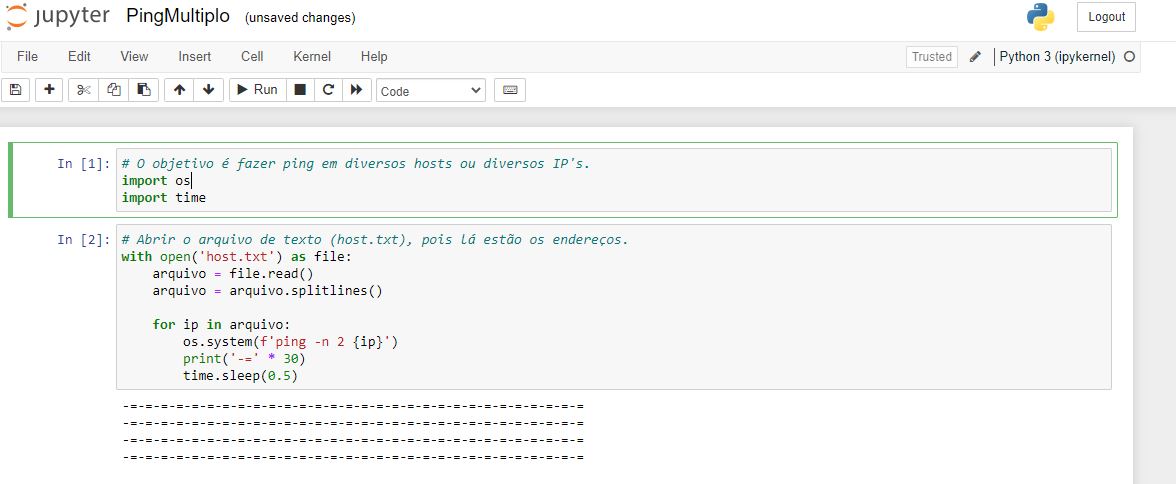 jupyter PingMultiplo (unsaved changes) Logout
File Edit View Insert Cell Kernel Help Trusted Python 3 (ipykernel)
Run Code
In [1]: # O objetivo é fazer ping em diversos hosts ou diversos IP's.
import os
import time
In [2]: # Abrir o arquivo de texto (host.txt), pois lá estão os endereços.
with open('host.txt') as file:
    arquivo = file.read()
    arquivo = arquivo.splitlines()
    for ip in arquivo:
        os.system(f'ping -n 2 {ip}')
        print('-=' * 30)
        time.sleep(0.5)
-=-=-=-=-=-=-=-=-=-=-=-=-=-=-=-=-=-=-=-=-=-=-=-=-=-=-=-=-=-=
-=-=-=-=-=-=-=-=-=-=-=-=-=-=-=-=-=-=-=-=-=-=-=-=-=-=-=-=-=-=
-=-=-=-=-=-=-=-=-=-=-=-=-=-=-=-=-=-=-=-=-=-=-=-=-=-=-=-=-=-=
-=-=-=-=-=-=-=-=-=-=-=-=-=-=-=-=-=-=-=-=-=-=-=-=-=-=-=-=-=-=